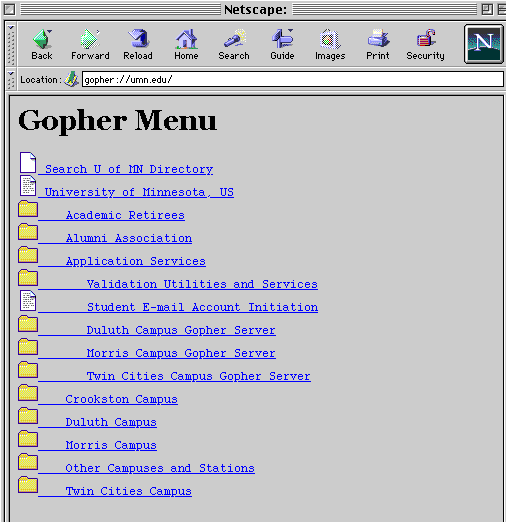 Netscape:
Back Forward Reload Home Search Guide Images Print Security
N
Location: gopher://umn.edu/
Gopher Menu
Search U of MN Directory
University of Minnesota, US
Academic Retirees
Alumni Association
Application Services
Validation Utilities and Services
Student E-mail Account Initiation
Duluth Campus Gopher Server
Morris Campus Gopher Server
Twin Cities Campus Gopher Server
Crookston Campus
Duluth Campus
Morris Campus
Other Campuses and Stations
Twin Cities Campus